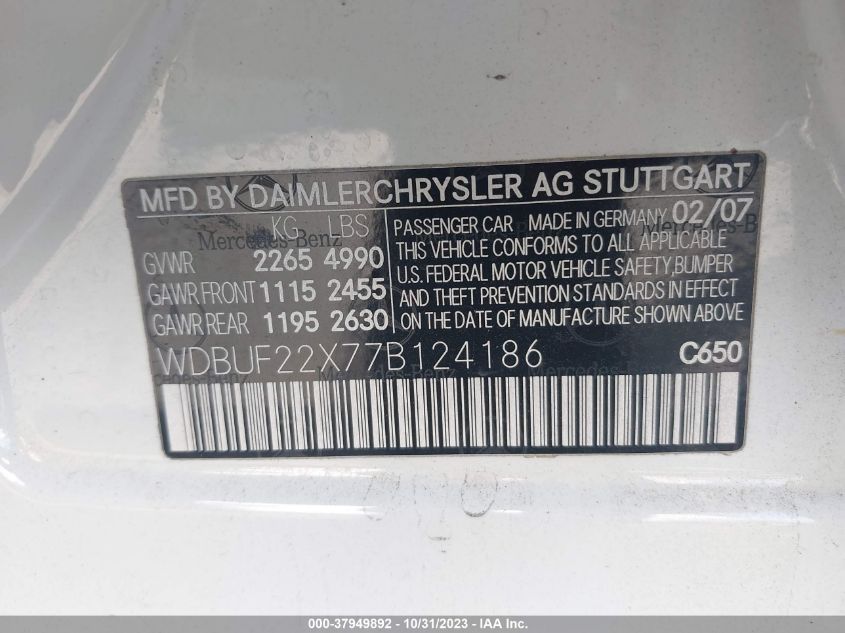 MFD BY DAIMLERCHRYSLER AG STUTTGART
KG LBS
GVWR 2265 4990
GAWR FRONT 1115 2455
GAWR REAR 1195 2630
PASSENGER CAR MADE IN GERMANY 02/07
THIS VEHICLE CONFORMS TO ALL APPLICABLE
U.S. FEDERAL MOTOR VEHICLE SAFETY,BUMPER
AND THEFT PREVENTION STANDARDS IN EFFECT
ON THE DATE OF MANUFACTURE SHOWN ABOVE
Mercedes-Benz
WDBUF22X77B124186 C650
000-37949892 - 10/31/2023 -